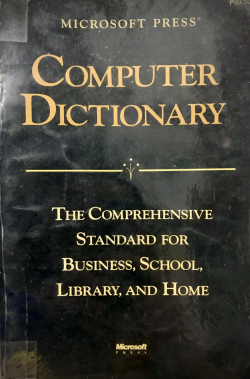 MICROSOFT PRESS®
COMPUTER
DICTIONARY
THE COMPREHENSIVE
STANDARD FOR
BUSINESS, SCHOOL,
LIBRARY, AND HOME
Microsoft
PRESS